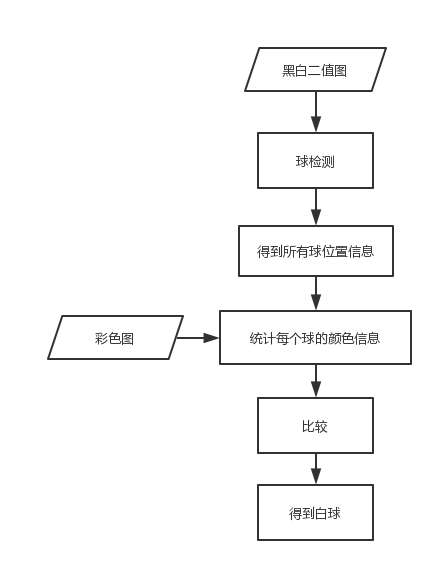 黑白二值图
球检测
得到所有球位置信息
彩色图
统计每个球的颜色信息
比较
得到白球